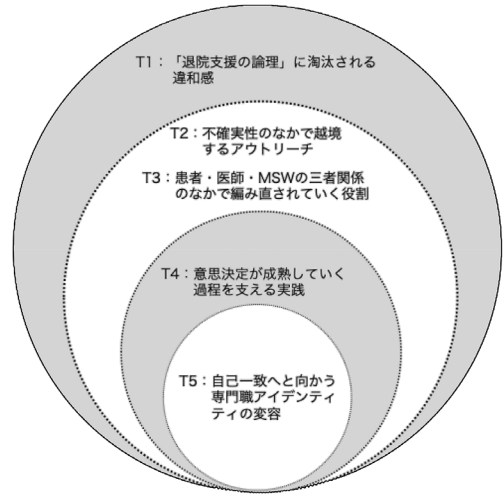 T1：「退院支援の論理」に淘汰される
違和感
T2：不確実性のなかで越境
するアウトリーチ
T3：患者・医師・MSWの三者関係
のなかで編み直されていく役割
T4：意思決定が成熟していく
過程を支える実践
T5：自己一致へと向かう
専門職アイデンティ
ティの変容